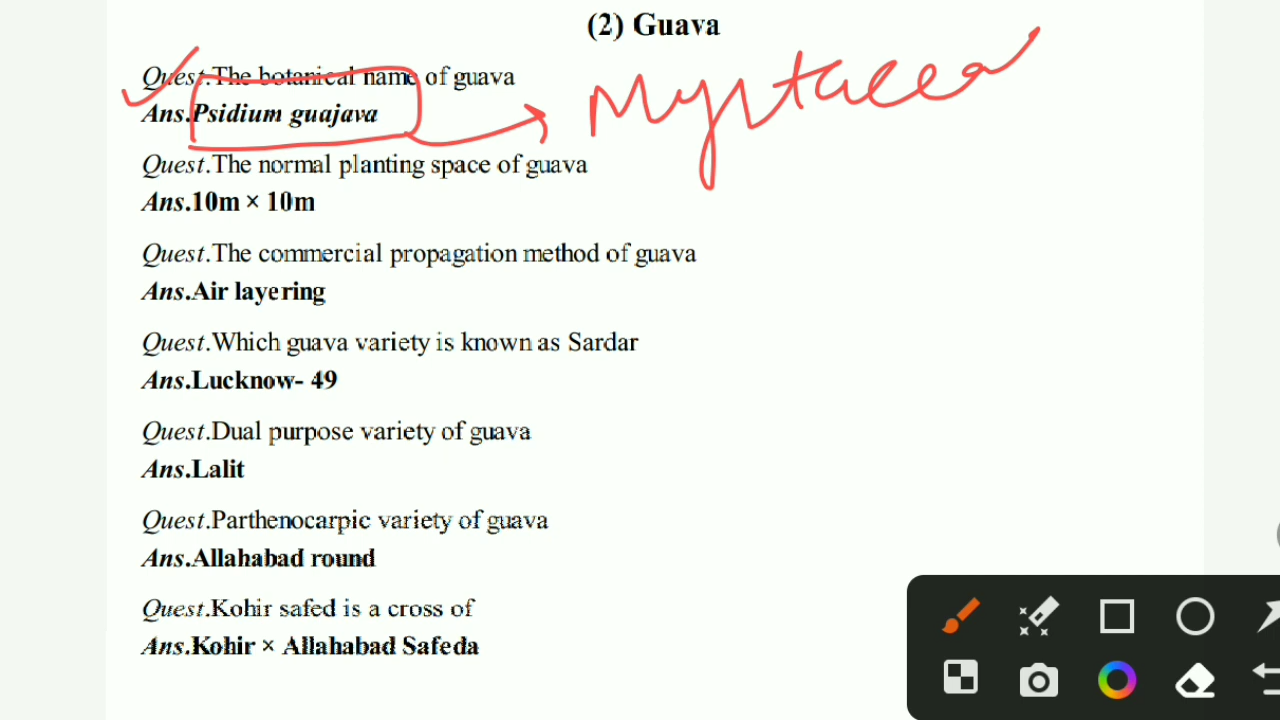 (2) Guava
Quest.The botanical name of guava
Ans.Psidium guajava
Myrtacea
Quest.The normal planting space of guava
Ans.10m × 10m
Quest.The commercial propagation method of guava
Ans.Air layering
Quest.Which guava variety is known as Sardar
Ans.Lucknow- 49
Quest.Dual purpose variety of guava
Ans.Lalit
Quest.Parthenocarpic variety of guava
Ans.Allahabad round
Quest.Kohir safed is a cross of
Ans.Kohir × Allahabad Safeda